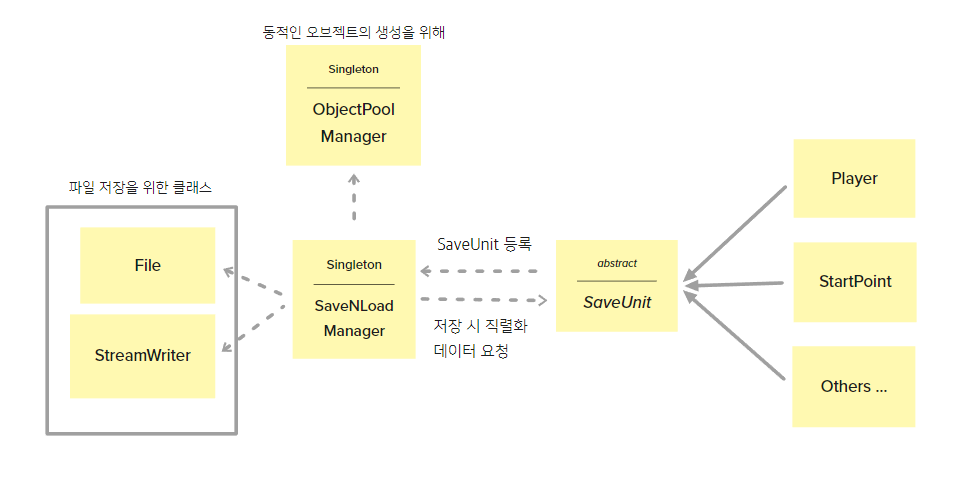 동적인 오브젝트의 생성을 위해
Singleton
ObjectPool
Manager
파일 저장을 위한 클래스
File
StreamWriter
Singleton
SaveNLoad
Manager
SaveUnit 등록
저장 시 직렬화
데이터 요청
abstract
SaveUnit
Player
StartPoint
Others ...